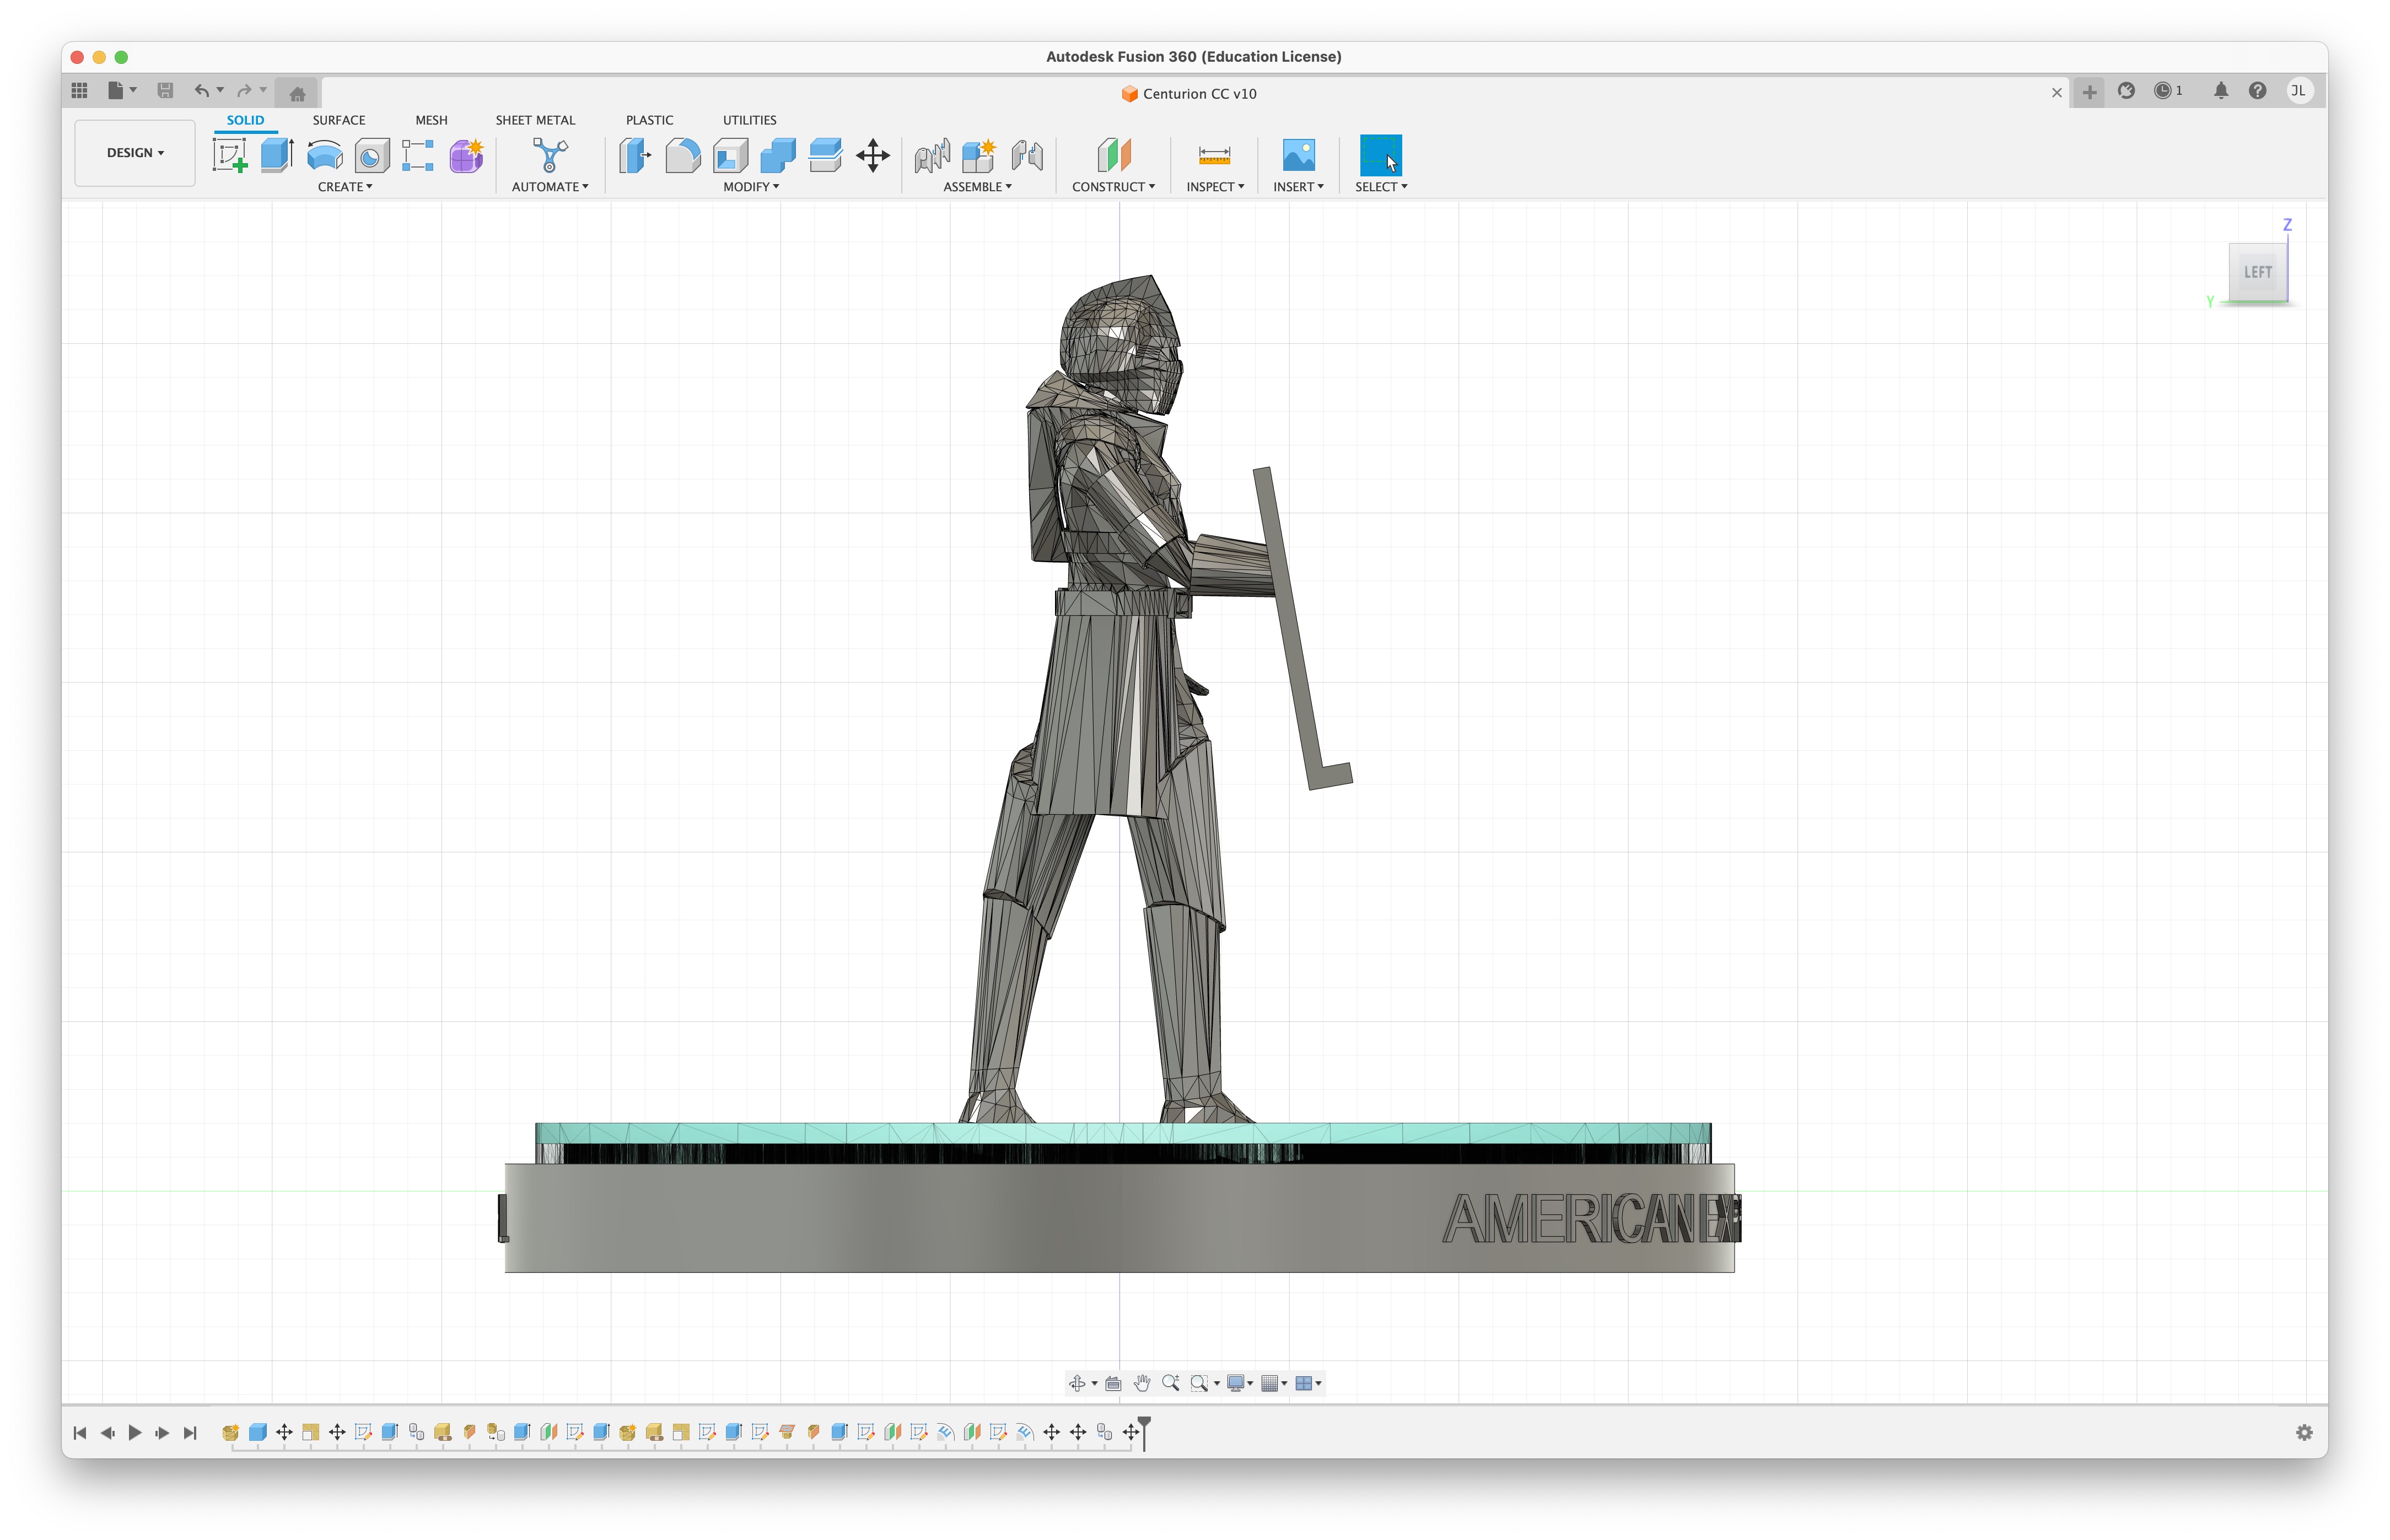 Autodesk Fusion 360 (Education License)
Centurion CC v10
1
JL
DESIGN
SOLID
SURFACE
MESH
SHEET METAL
PLASTIC
UTILITIES
CREATE
AUTOMATE
MODIFY
ASSEMBLE
CONSTRUCT
INSPECT
INSERT
SELECT
Z
LEFT
Y
AMERICAN EX